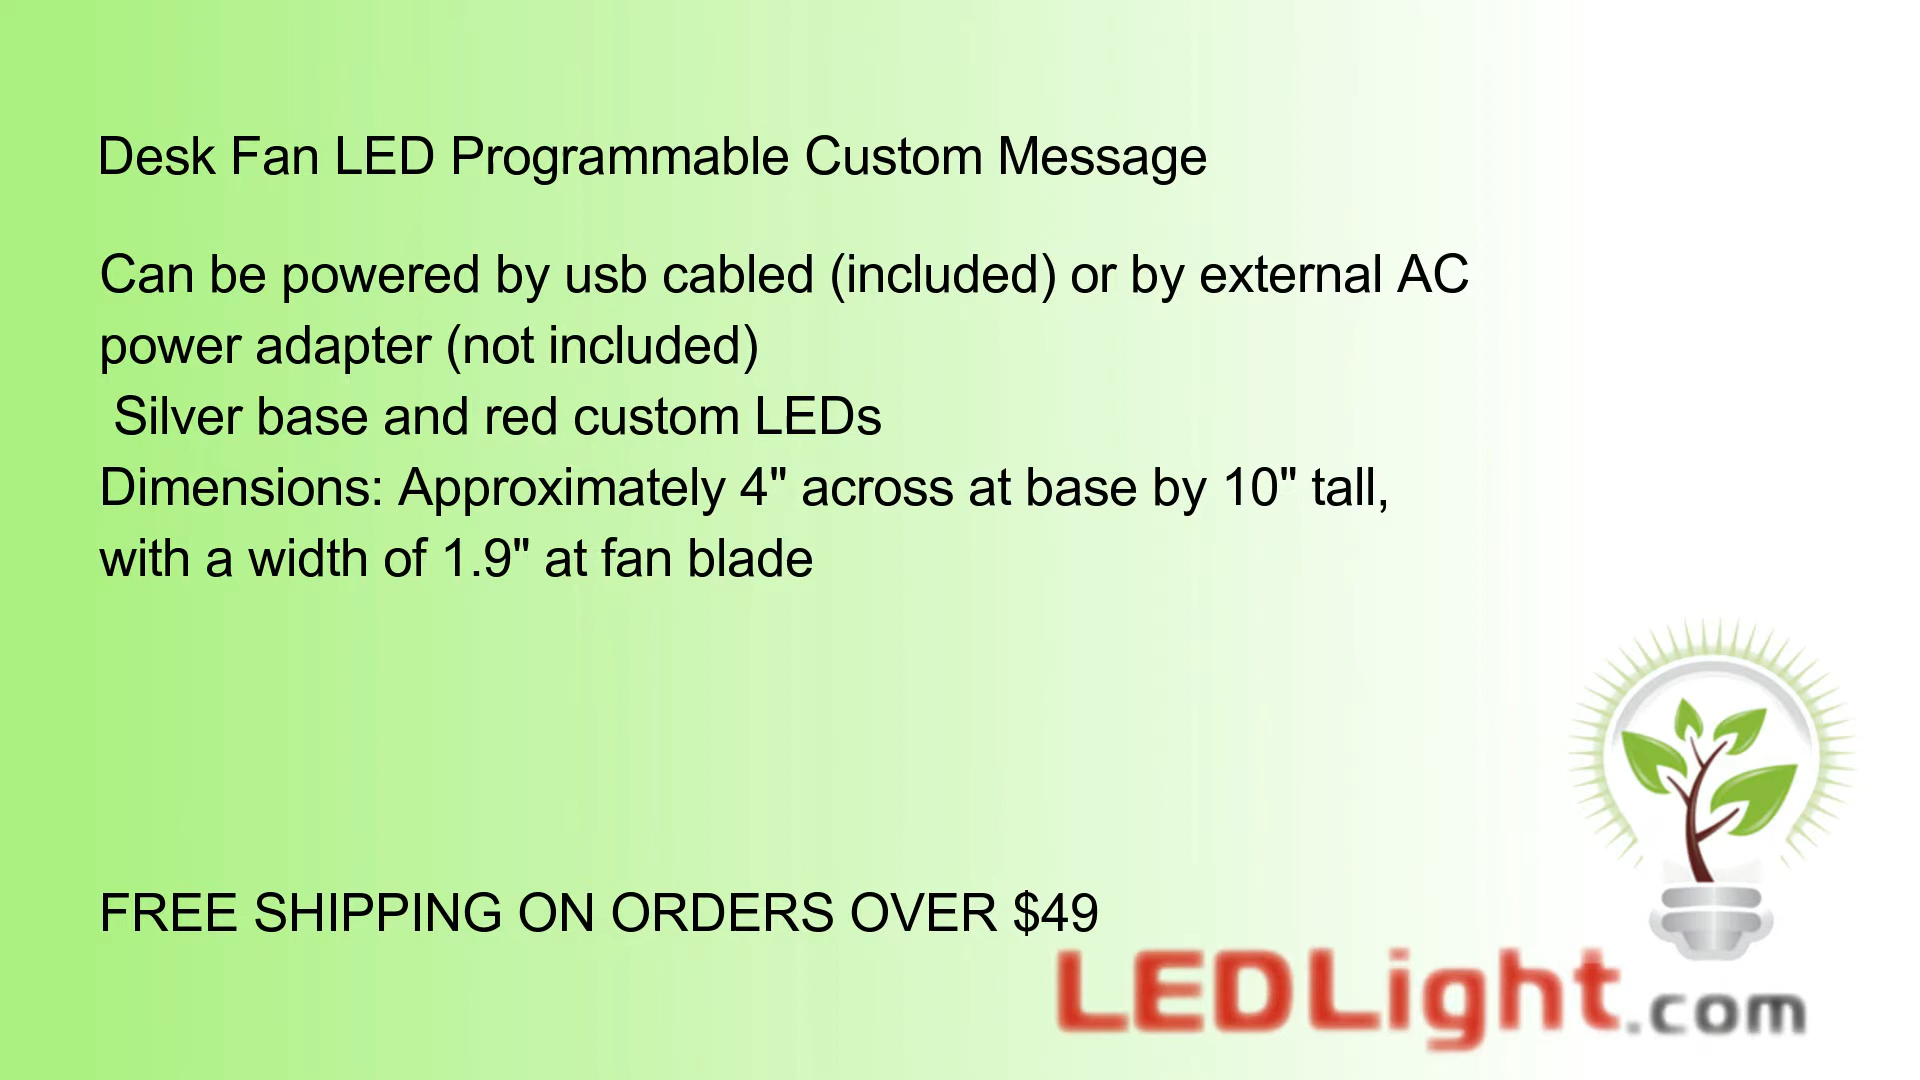 Desk Fan LED Programmable Custom Message
Can be powered by usb cabled (included) or by external AC
power adapter (not included)
Silver base and red custom LEDs
Dimensions: Approximately 4" across at base by 10" tall,
with a width of 1.9" at fan blade
FREE SHIPPING ON ORDERS OVER $49
LEDLight.com